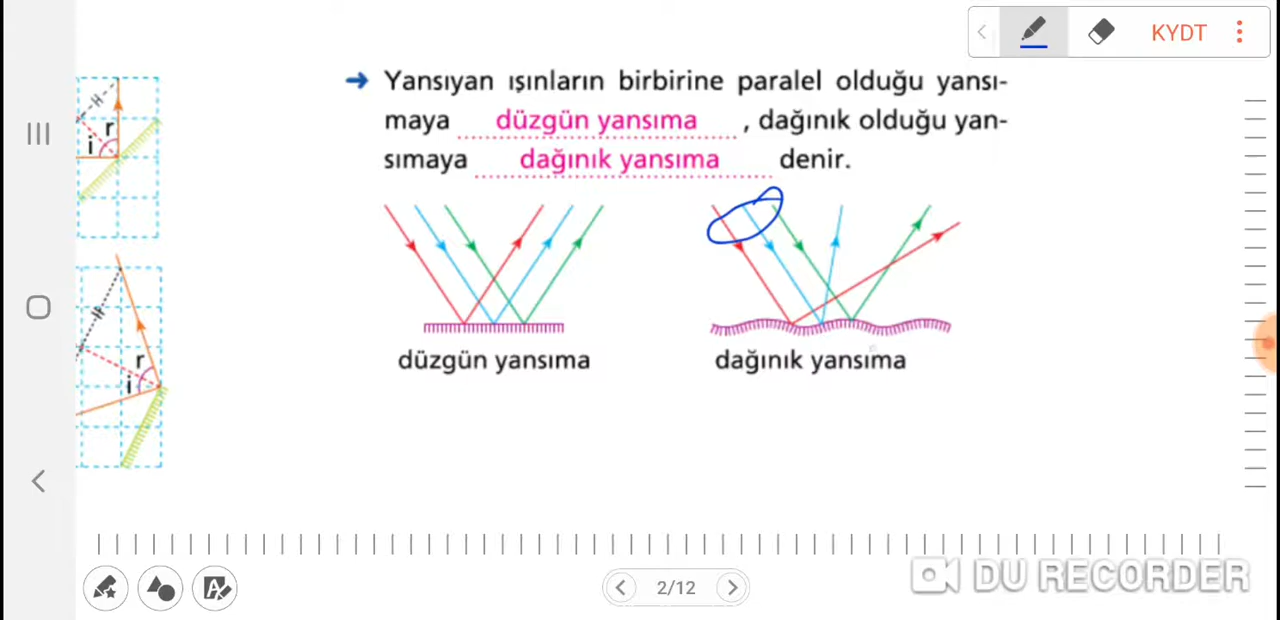 KYDT
→ Yansıyan ışınların birbirine paralel olduğu yansı-
maya düzgün yansıma , dağınık olduğu yan-
sımaya dağınık yansıma denir.
r
i
r
i
düzgün yansıma
dağınık yansıma
2/12
DU RECORDER